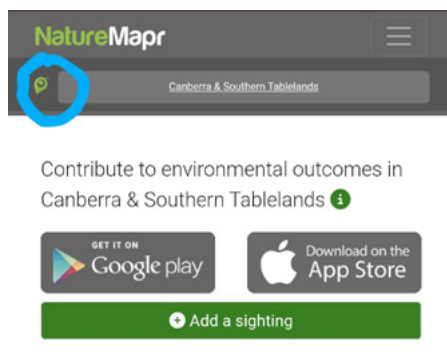 NatureMapr
Canberra & Southern Tablelands
Contribute to environmental outcomes in
Canberra & Southern Tablelands
GET IT ON
Google play
Download on the
App Store
Add a sighting